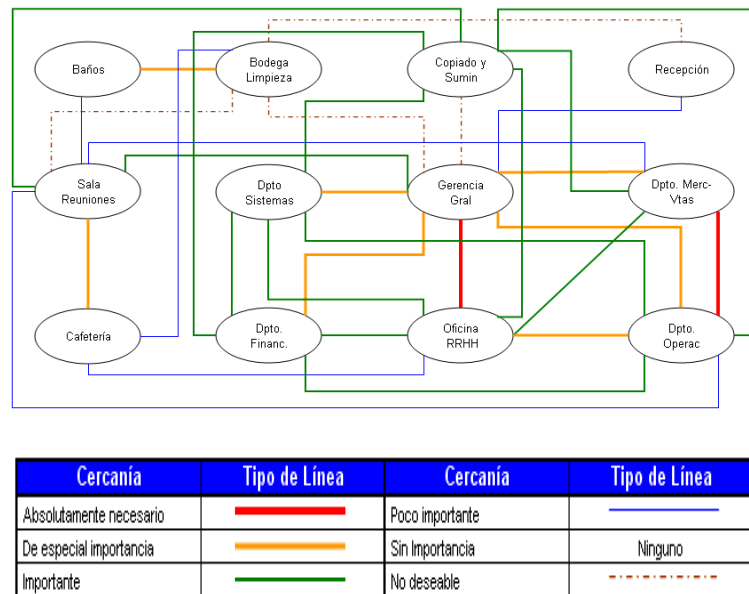 Baños
Bodega
Limpieza
Copiado y
Sumin
Recepción
Sala
Reuniones
Dpto
Sistemas
Gerencia
Gral
Dpto. Merc-
Vtas
Cafetería
Dpto.
Financ.
Oficina
RRHH
Dpto.
Operac
Cercanía Tipo de Línea Cercanía Tipo de Línea
Absolutamente necesario Poco importante
De especial importancia Sin Importancia Ninguno
Importante No deseable